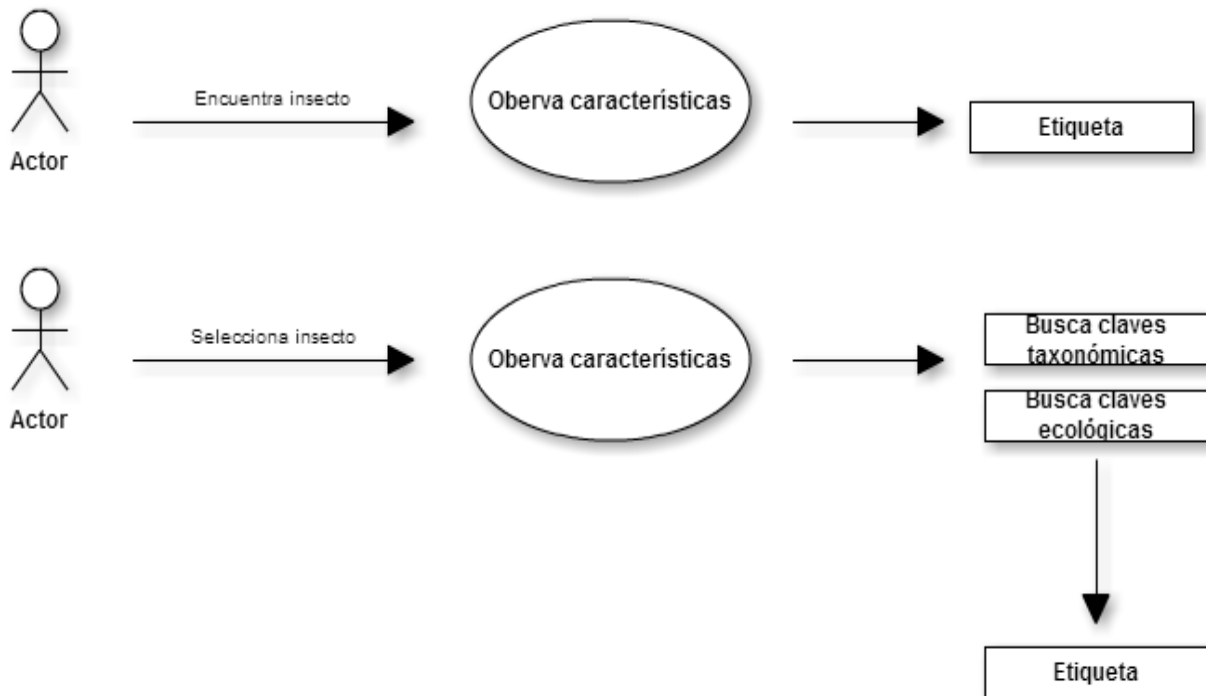 Encuentra insecto
Oberva características
Etiqueta
Actor
Selecciona insecto
Oberva características
Busca claves
taxonómicas
Busca claves
ecológicas
Actor
Etiqueta